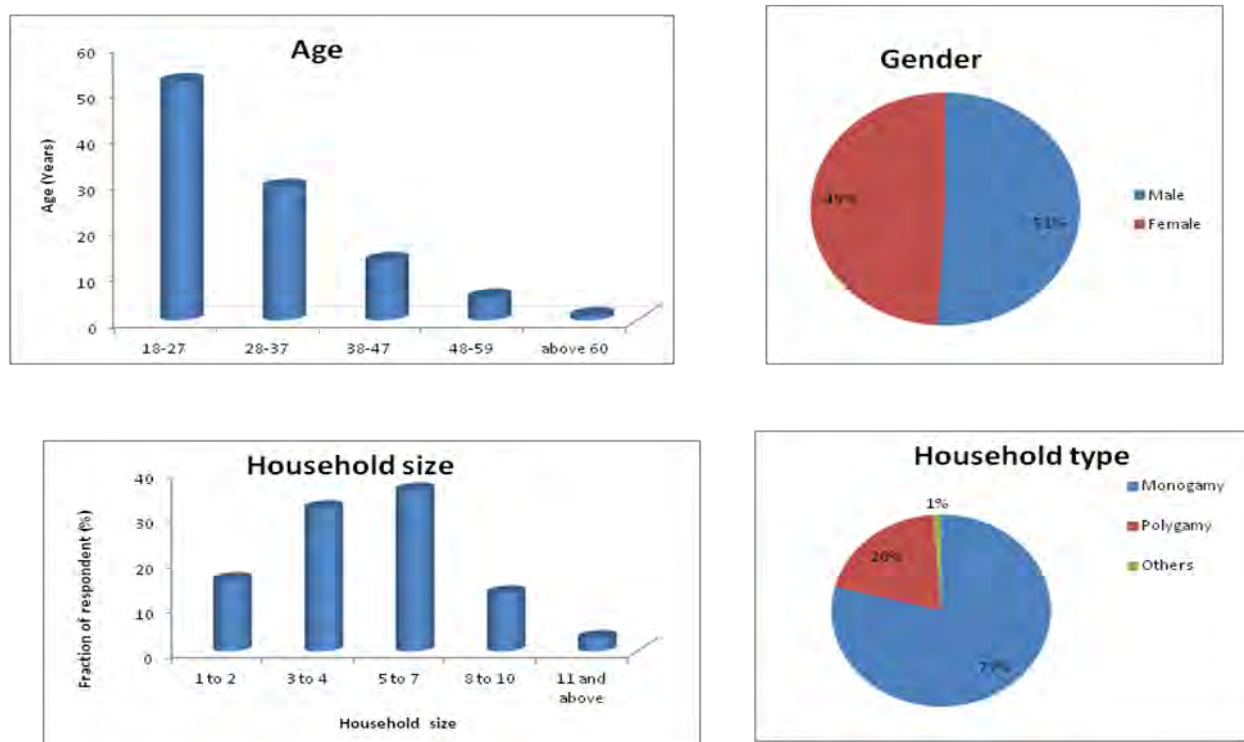 Age
Age (Years)
60
50
40
30
20
10
0
18-27
28-37
38-47
48-59
above 60
Gender
49%
51%
Male
Female
Household size
Fraction of respondent (%)
40
30
20
10
0
1 to 2
3 to 4
5 to 7
8 to 10
11 and
above
Household size
Household type
Monogamy
Polygamy
Others
1%
20%
79%